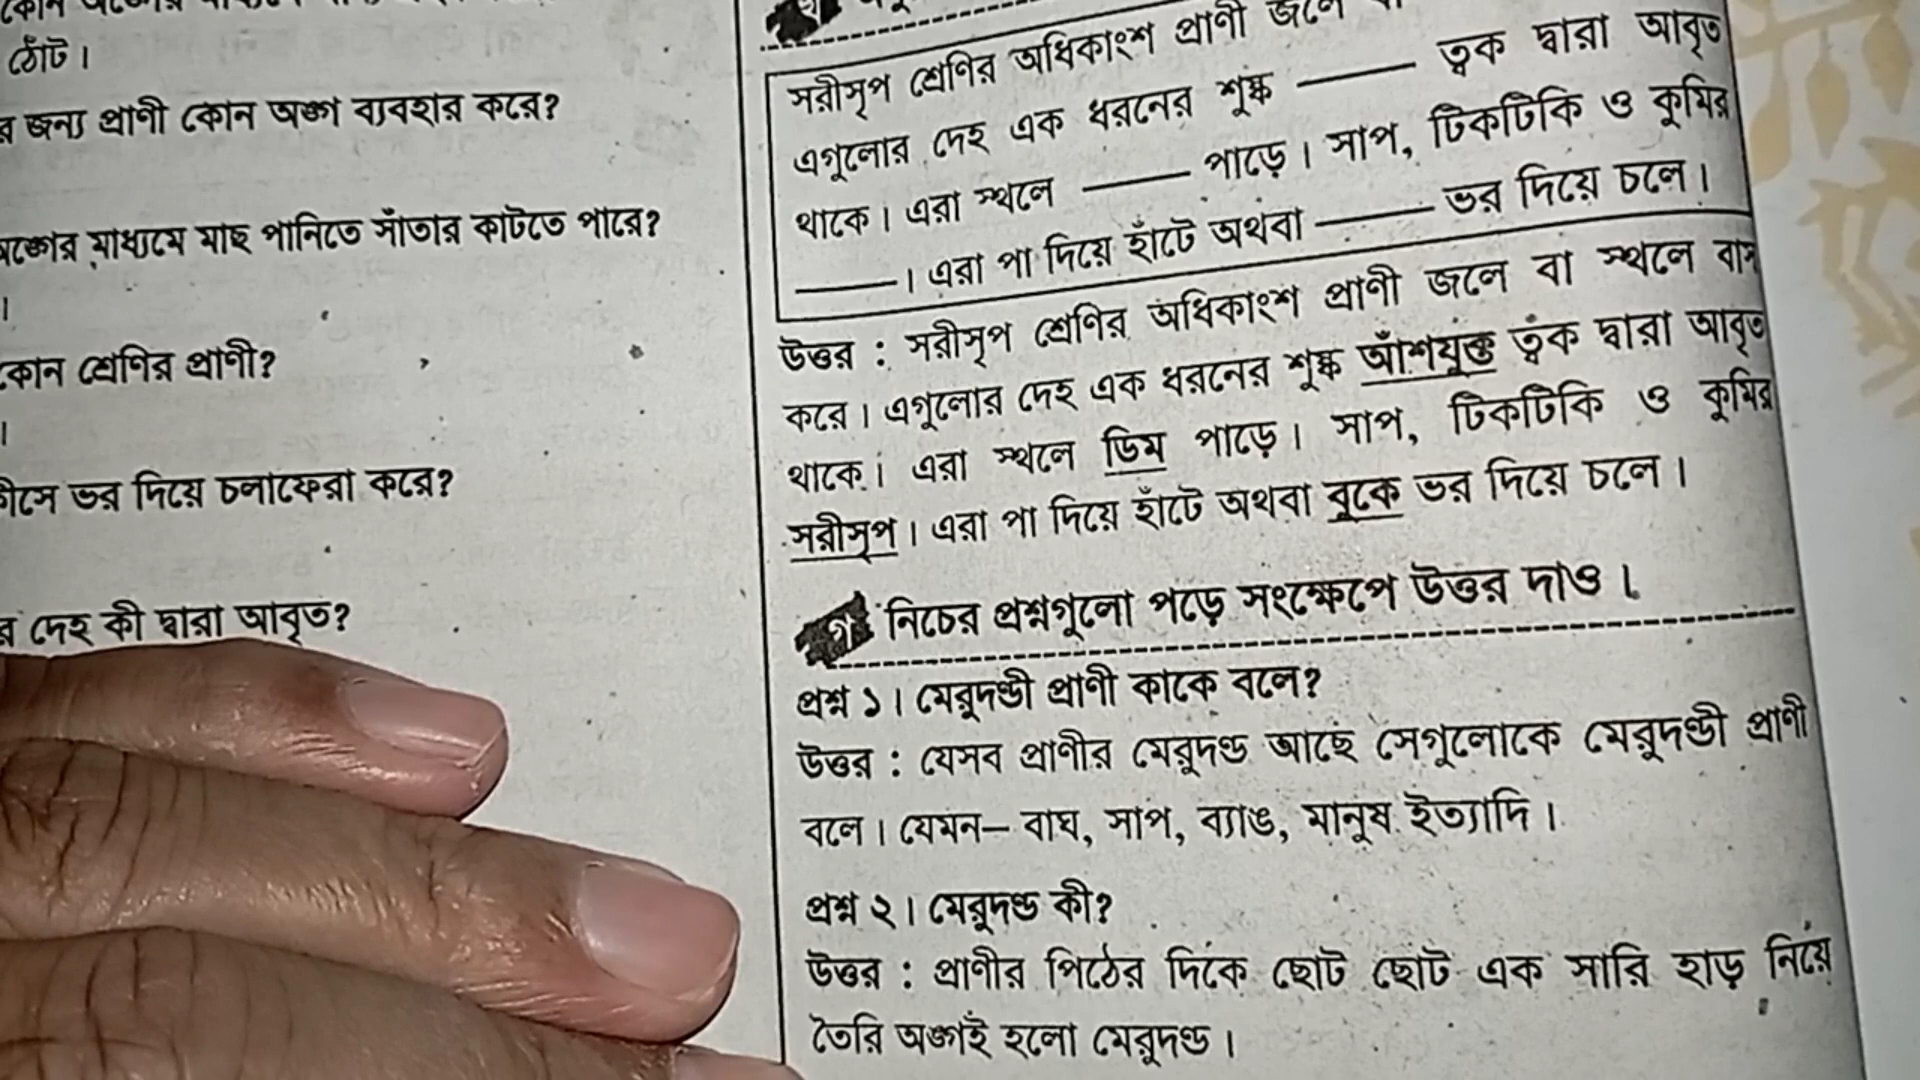 ঠোঁট।
জন্য প্রাণী কোন অঙ্গ ব্যবহার করে?
মাধ্যমে মাছ পানিতে সাঁতার কাটতে পারে?
।
কোন শ্রেণির প্রাণী?
।
ভর দিয়ে চলাফেরা করে?
দেহ কী দ্বারা আবৃত?
সরীসৃপ শ্রেণির অধিকাংশ প্রাণী জলে
এগুলোর দেহ এক ধরনের শুষ্ক ——— ত্বক দ্বারা আবৃত
থাকে। এরা স্থলে ——— পাড়ে। সাপ, টিকটিকি ও কুমির
———। এরা পা দিয়ে হাঁটে অথবা ——— ভর দিয়ে চলে।
উত্তর : সরীসৃপ শ্রেণির অধিকাংশ প্রাণী জলে বা স্থলে বাস
করে। এগুলোর দেহ এক ধরনের শুষ্ক আঁশযুক্ত ত্বক দ্বারা আবৃত
থাকে। এরা স্থলে ডিম পাড়ে। সাপ, টিকটিকি ও কুমির
সরীসৃপ। এরা পা দিয়ে হাঁটে অথবা বুকে ভর দিয়ে চলে।
গ নিচের প্রশ্নগুলো পড়ে সংক্ষেপে উত্তর দাও।
প্রশ্ন ১। মেরুদণ্ডী প্রাণী কাকে বলে?
উত্তর : যেসব প্রাণীর মেরুদণ্ড আছে সেগুলোকে মেরুদণ্ডী প্রাণী
বলে। যেমন– বাঘ, সাপ, ব্যাঙ, মানুষ ইত্যাদি।
প্রশ্ন ২। মেরুদণ্ড কী?
উত্তর : প্রাণীর পিঠের দিকে ছোট ছোট এক সারি হাড় নিয়ে
তৈরি অঙ্গই হলো মেরুদণ্ড।